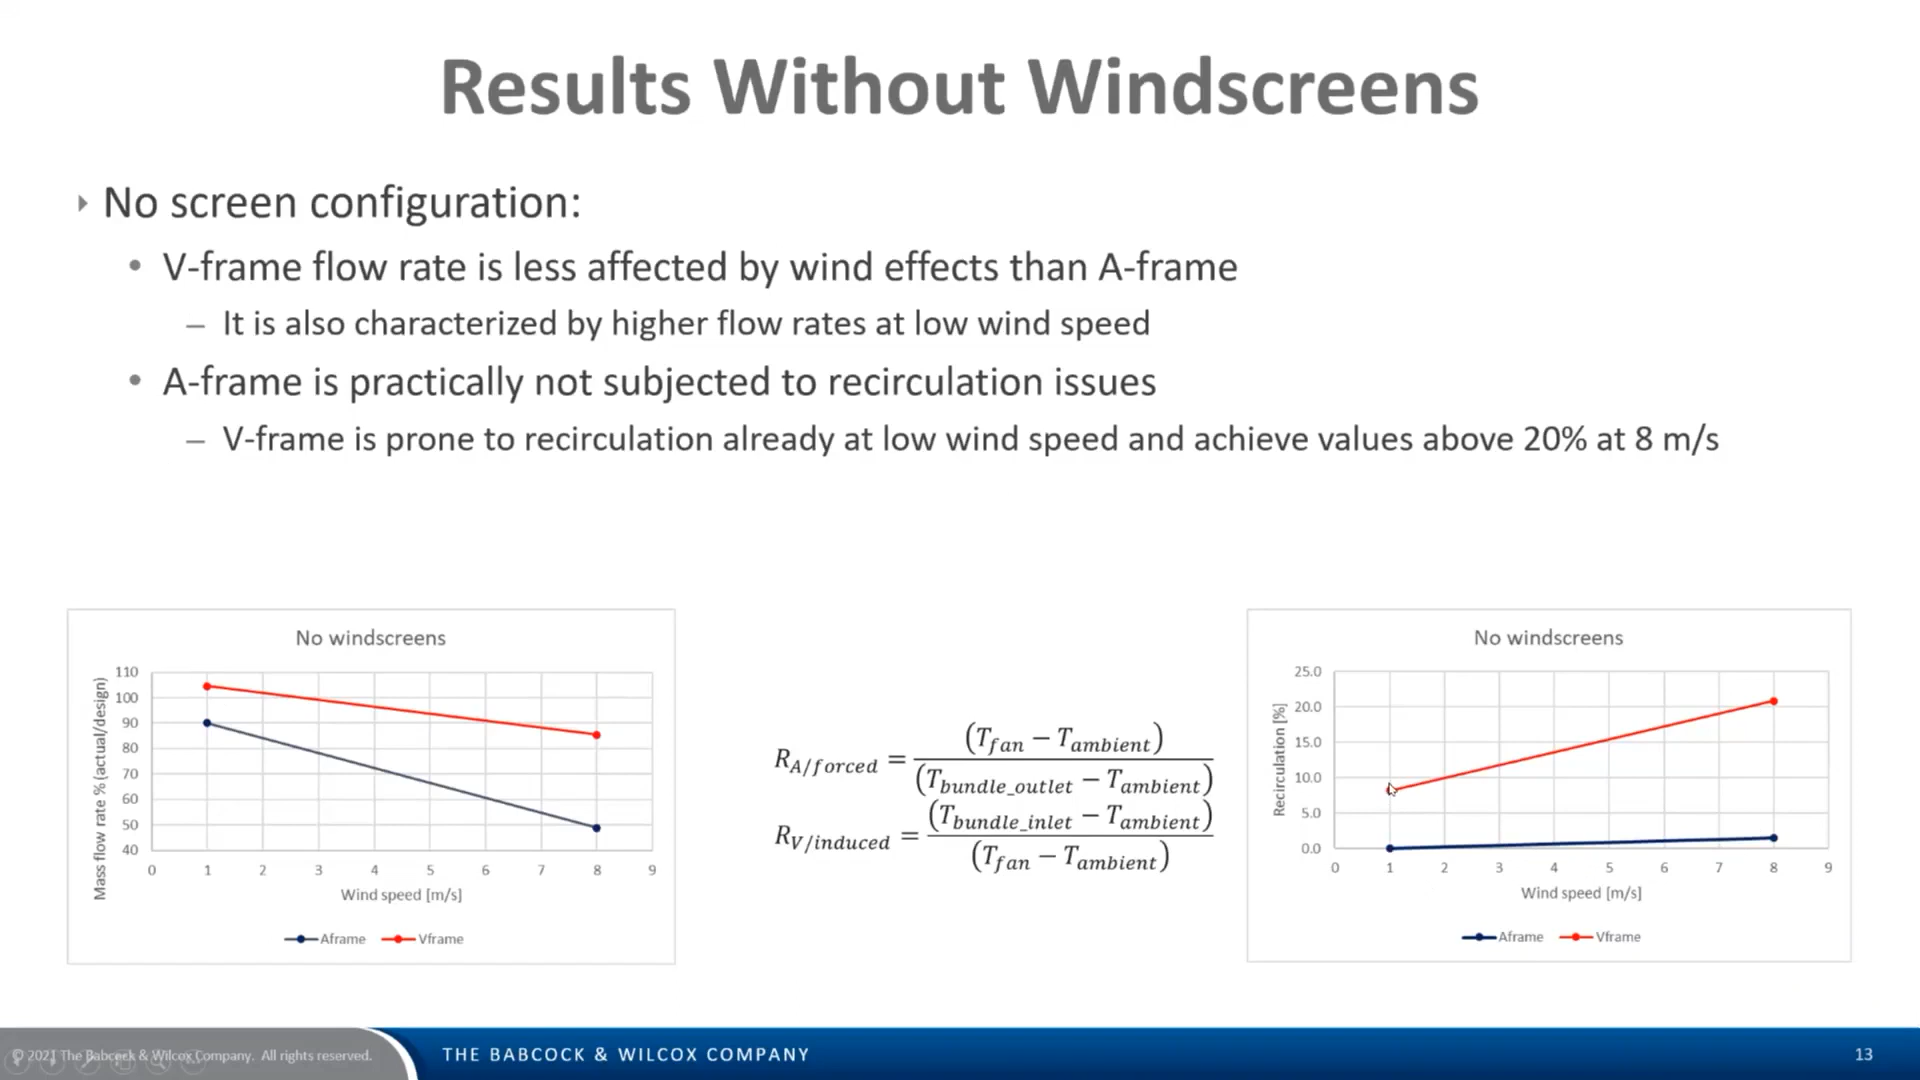 Results Without Windscreens
No screen configuration:
V-frame flow rate is less affected by wind effects than A-frame
– It is also characterized by higher flow rates at low wind speed
A-frame is practically not subjected to recirculation issues
– V-frame is prone to recirculation already at low wind speed and achieve values above 20% at 8 m/s
No windscreens
Mass flow rate % (actual/design)
110
100
90
80
70
60
50
40
0 1 2 3 4 5 6 7 8 9
Wind speed [m/s]
Aframe Vframe
R_{A/forced} = (T_{fan} − T_{ambient}) / (T_{bundle_outlet} − T_{ambient})
R_{V/induced} = (T_{bundle_inlet} − T_{ambient}) / (T_{fan} − T_{ambient})
No windscreens
Recirculation [%]
25.0
20.0
15.0
10.0
5.0
0.0
0 1 2 3 4 5 6 7 8 9
Wind speed [m/s]
Aframe Vframe
© 2021 The Babcock & Wilcox Company. All rights reserved.
THE BABCOCK & WILCOX COMPANY
13